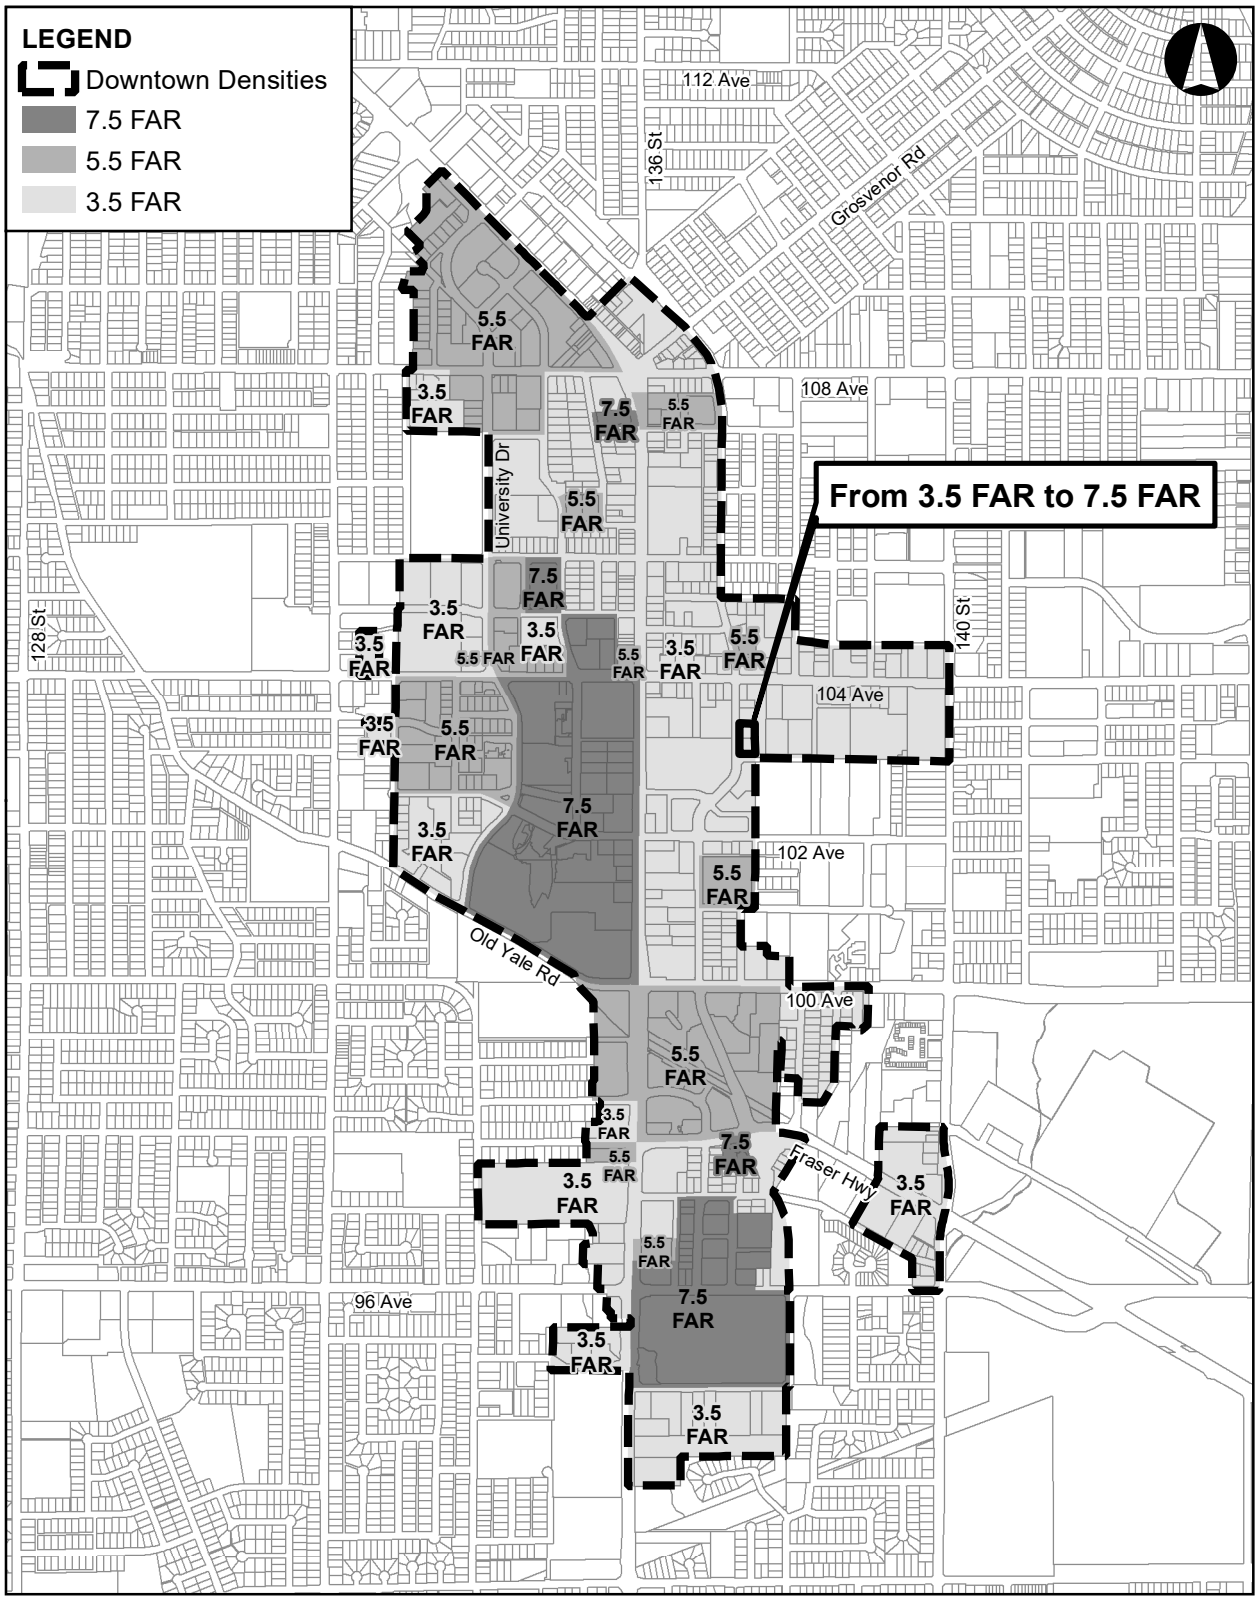 LEGEND
Downtown Densities
7.5 FAR
5.5 FAR
3.5 FAR
112 Ave
136 St
Grosvenor Rd
5.5
FAR
108 Ave
3.5
FAR
7.5
FAR
5.5
FAR
University Dr
From 3.5 FAR to 7.5 FAR
5.5
FAR
7.5
FAR
128 St
3.5
FAR
140 St
3.5
FAR
5.5 FAR
3.5
FAR
5.5
FAR
3.5
FAR
5.5
FAR
104 Ave
3.5
FAR
5.5
FAR
7.5
FAR
3.5
FAR
102 Ave
5.5
FAR
Old Yale Rd
100 Ave
5.5
FAR
3.5
FAR
5.5
FAR
7.5
FAR
Fraser Hwy
3.5
FAR
3.5
FAR
5.5
FAR
96 Ave
7.5
FAR
3.5
FAR
3.5
FAR